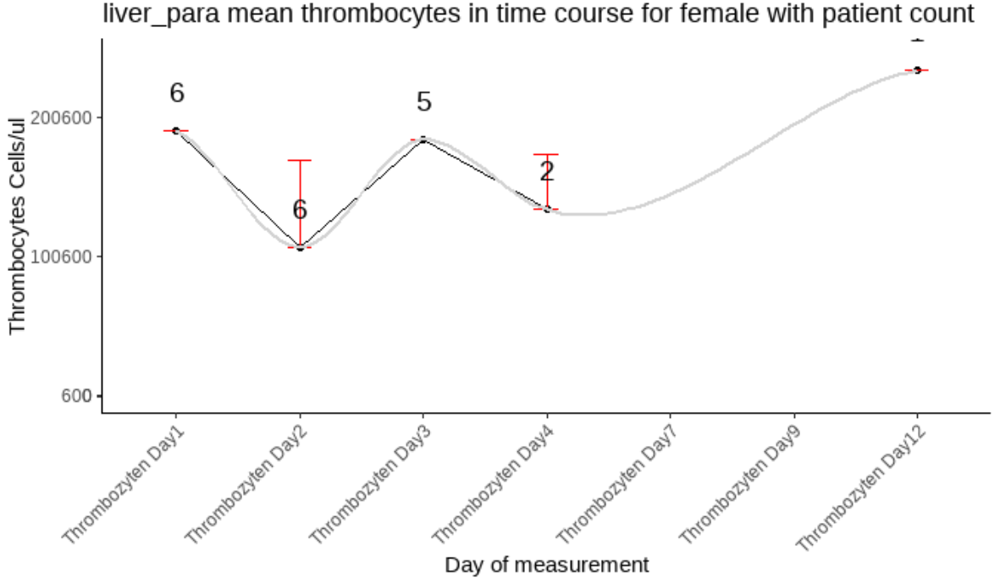 liver_para mean thrombocytes in time course for female with patient count
Thrombocytes Cells/ul
200600
100600
600
6
6
5
2
Thrombozyten Day1
Thrombozyten Day2
Thrombozyten Day3
Thrombozyten Day4
Thrombozyten Day7
Thrombozyten Day9
Thrombozyten Day12
Day of measurement